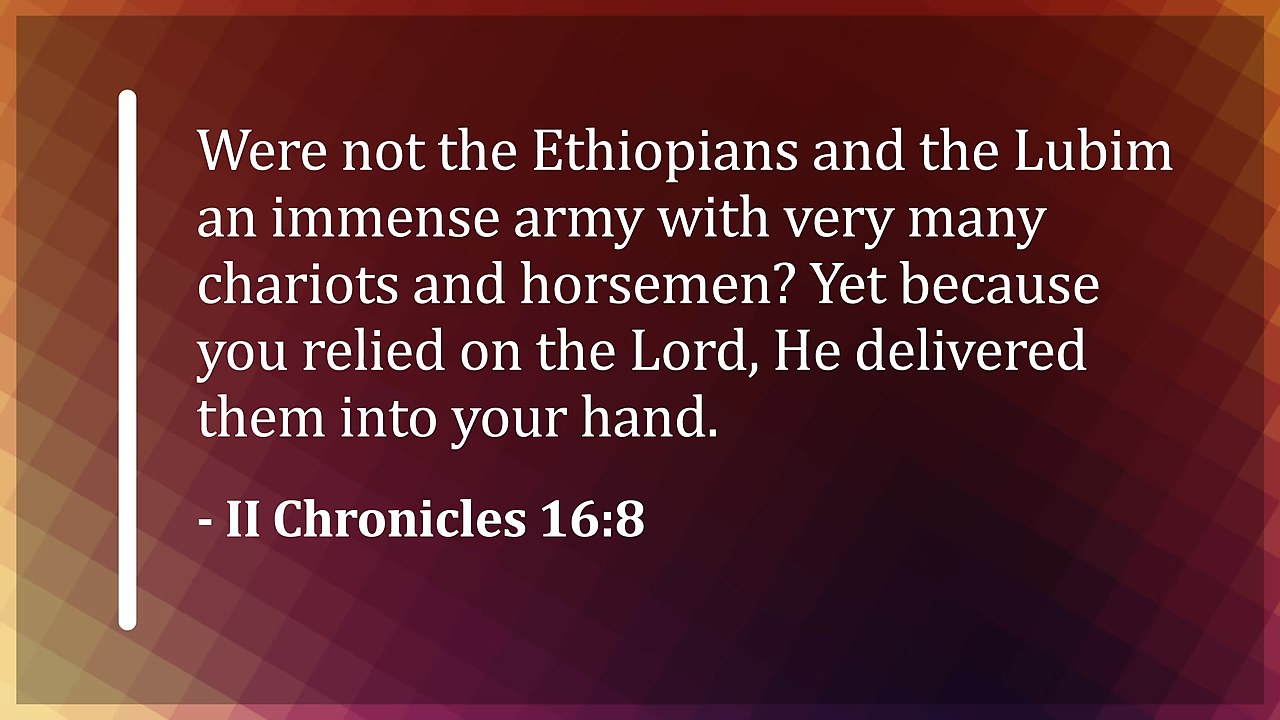 Were not the Ethiopians and the Lubim
an immense army with very many
chariots and horsemen? Yet because
you relied on the Lord, He delivered
them into your hand.
- II Chronicles 16:8